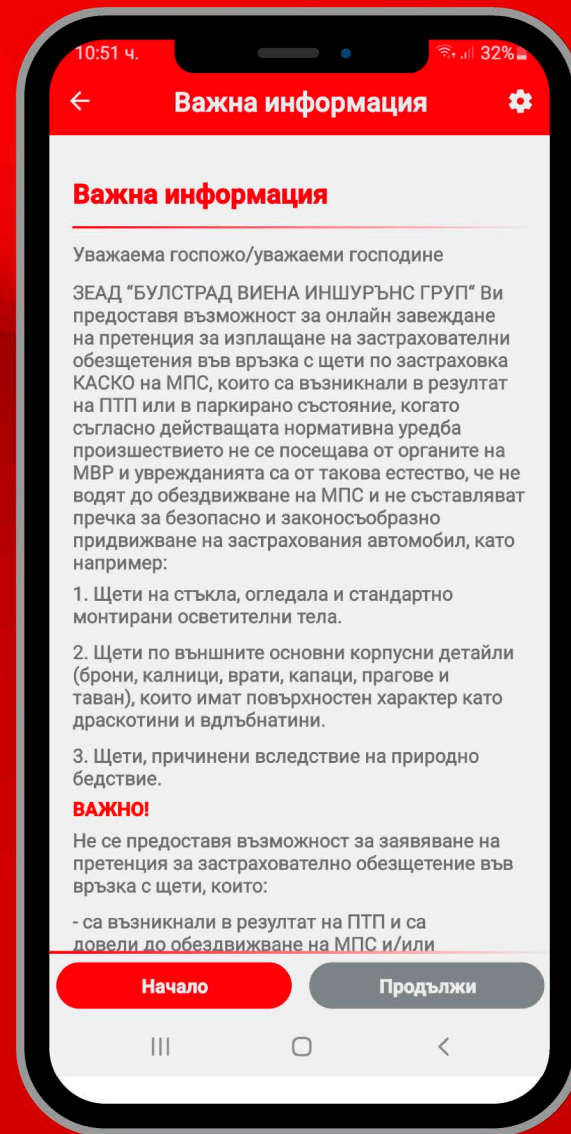 10:51 ч.
32%
Важна информация
Важна информация
Уважаема госпожо/уважаеми господине
ЗЕАД "БУЛСТРАД ВИЕНА ИНШУРЪНС ГРУП" Ви
предоставя възможност за онлайн завеждане
на претенция за изплащане на застрахователни
обезщетения във връзка с щети по застраховка
КАСКО на МПС, които са възникнали в резултат
на ПТП или в паркирано състояние, когато
съгласно действащата нормативна уредба
произшествието не се посещава от органите на
МВР и уврежданията са от такова естество, че не
водят до обездвижване на МПС и не съставляват
пречка за безопасно и законосъобразно
придвижване на застрахования автомобил, като
например:
1. Щети на стъкла, огледала и стандартно
монтирани осветителни тела.
2. Щети по външните основни корпусни детайли
(брони, калници, врати, капаци, прагове и
таван), които имат повърхностен характер като
драскотини и вдлъбнатини.
3. Щети, причинени вследствие на природно
бедствие.
ВАЖНО!
Не се предоставя възможност за заявяване на
претенция за застрахователно обезщетение във
връзка с щети, които:
- са възникнали в резултат на ПТП и са
довели до обездвижване на МПС и/или
Начало
Продължи